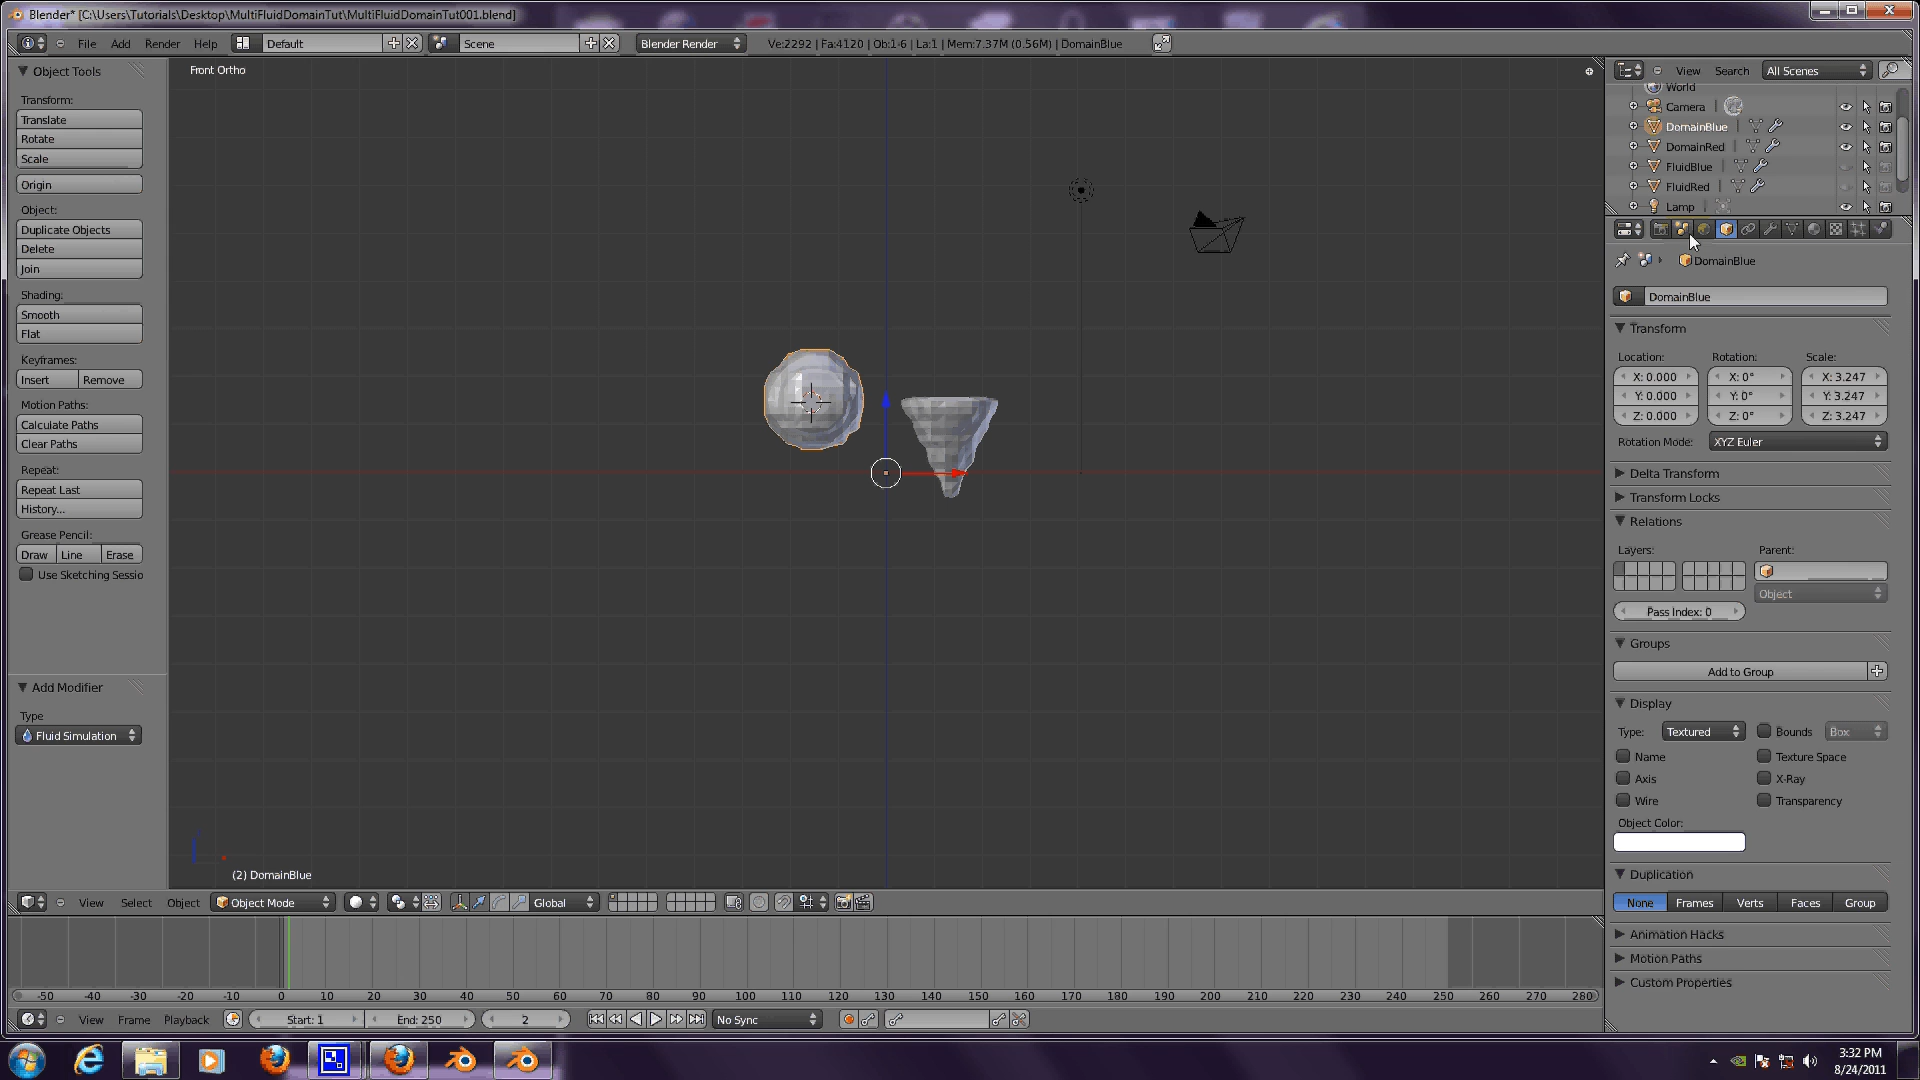 Blender* [C:\Users\Tutorials\Desktop\MultiFluidDomainTut\MultiFluidDomainTut001.blend]
File Add Render Help Default Scene Blender Render Ve:2292 | Fa:4120 | Ob:1-6 | La:1 | Mem:7.37M (0.56M) | DomainBlue
Object Tools
Transform:
Translate
Rotate
Scale
Origin
Object:
Duplicate Objects
Delete
Join
Shading:
Smooth
Flat
Keyframes:
Insert Remove
Motion Paths:
Calculate Paths
Clear Paths
Repeat:
Repeat Last
History...
Grease Pencil:
Draw Line Erase
Use Sketching Sessio
Add Modifier
Type
Fluid Simulation
Front Ortho
(2) DomainBlue
View Select Object Object Mode Global
View Search All Scenes
World
Camera
DomainBlue
DomainRed
FluidBlue
FluidRed
Lamp
DomainBlue
DomainBlue
Transform
Location: Rotation: Scale:
X: 0.000 X: 0° X: 3.247
Y: 0.000 Y: 0° Y: 3.247
Z: 0.000 Z: 0° Z: 3.247
Rotation Mode: XYZ Euler
Delta Transform
Transform Locks
Relations
Layers: Parent:
Object
Pass Index: 0
Groups
Add to Group
Display
Type: Textured Bounds Box
Name Texture Space
Axis X-Ray
Wire Transparency
Object Color:
Duplication
None Frames Verts Faces Group
Animation Hacks
Motion Paths
Custom Properties
-50 -40 -30 -20 -10 0 10 20 30 40 50 60 70 80 90 100 110 120 130 140 150 160 170 180 190 200 210 220 230 240 250 260 270 280
View Frame Playback Start: 1 End: 250 2 No Sync
3:32 PM
8/24/2011